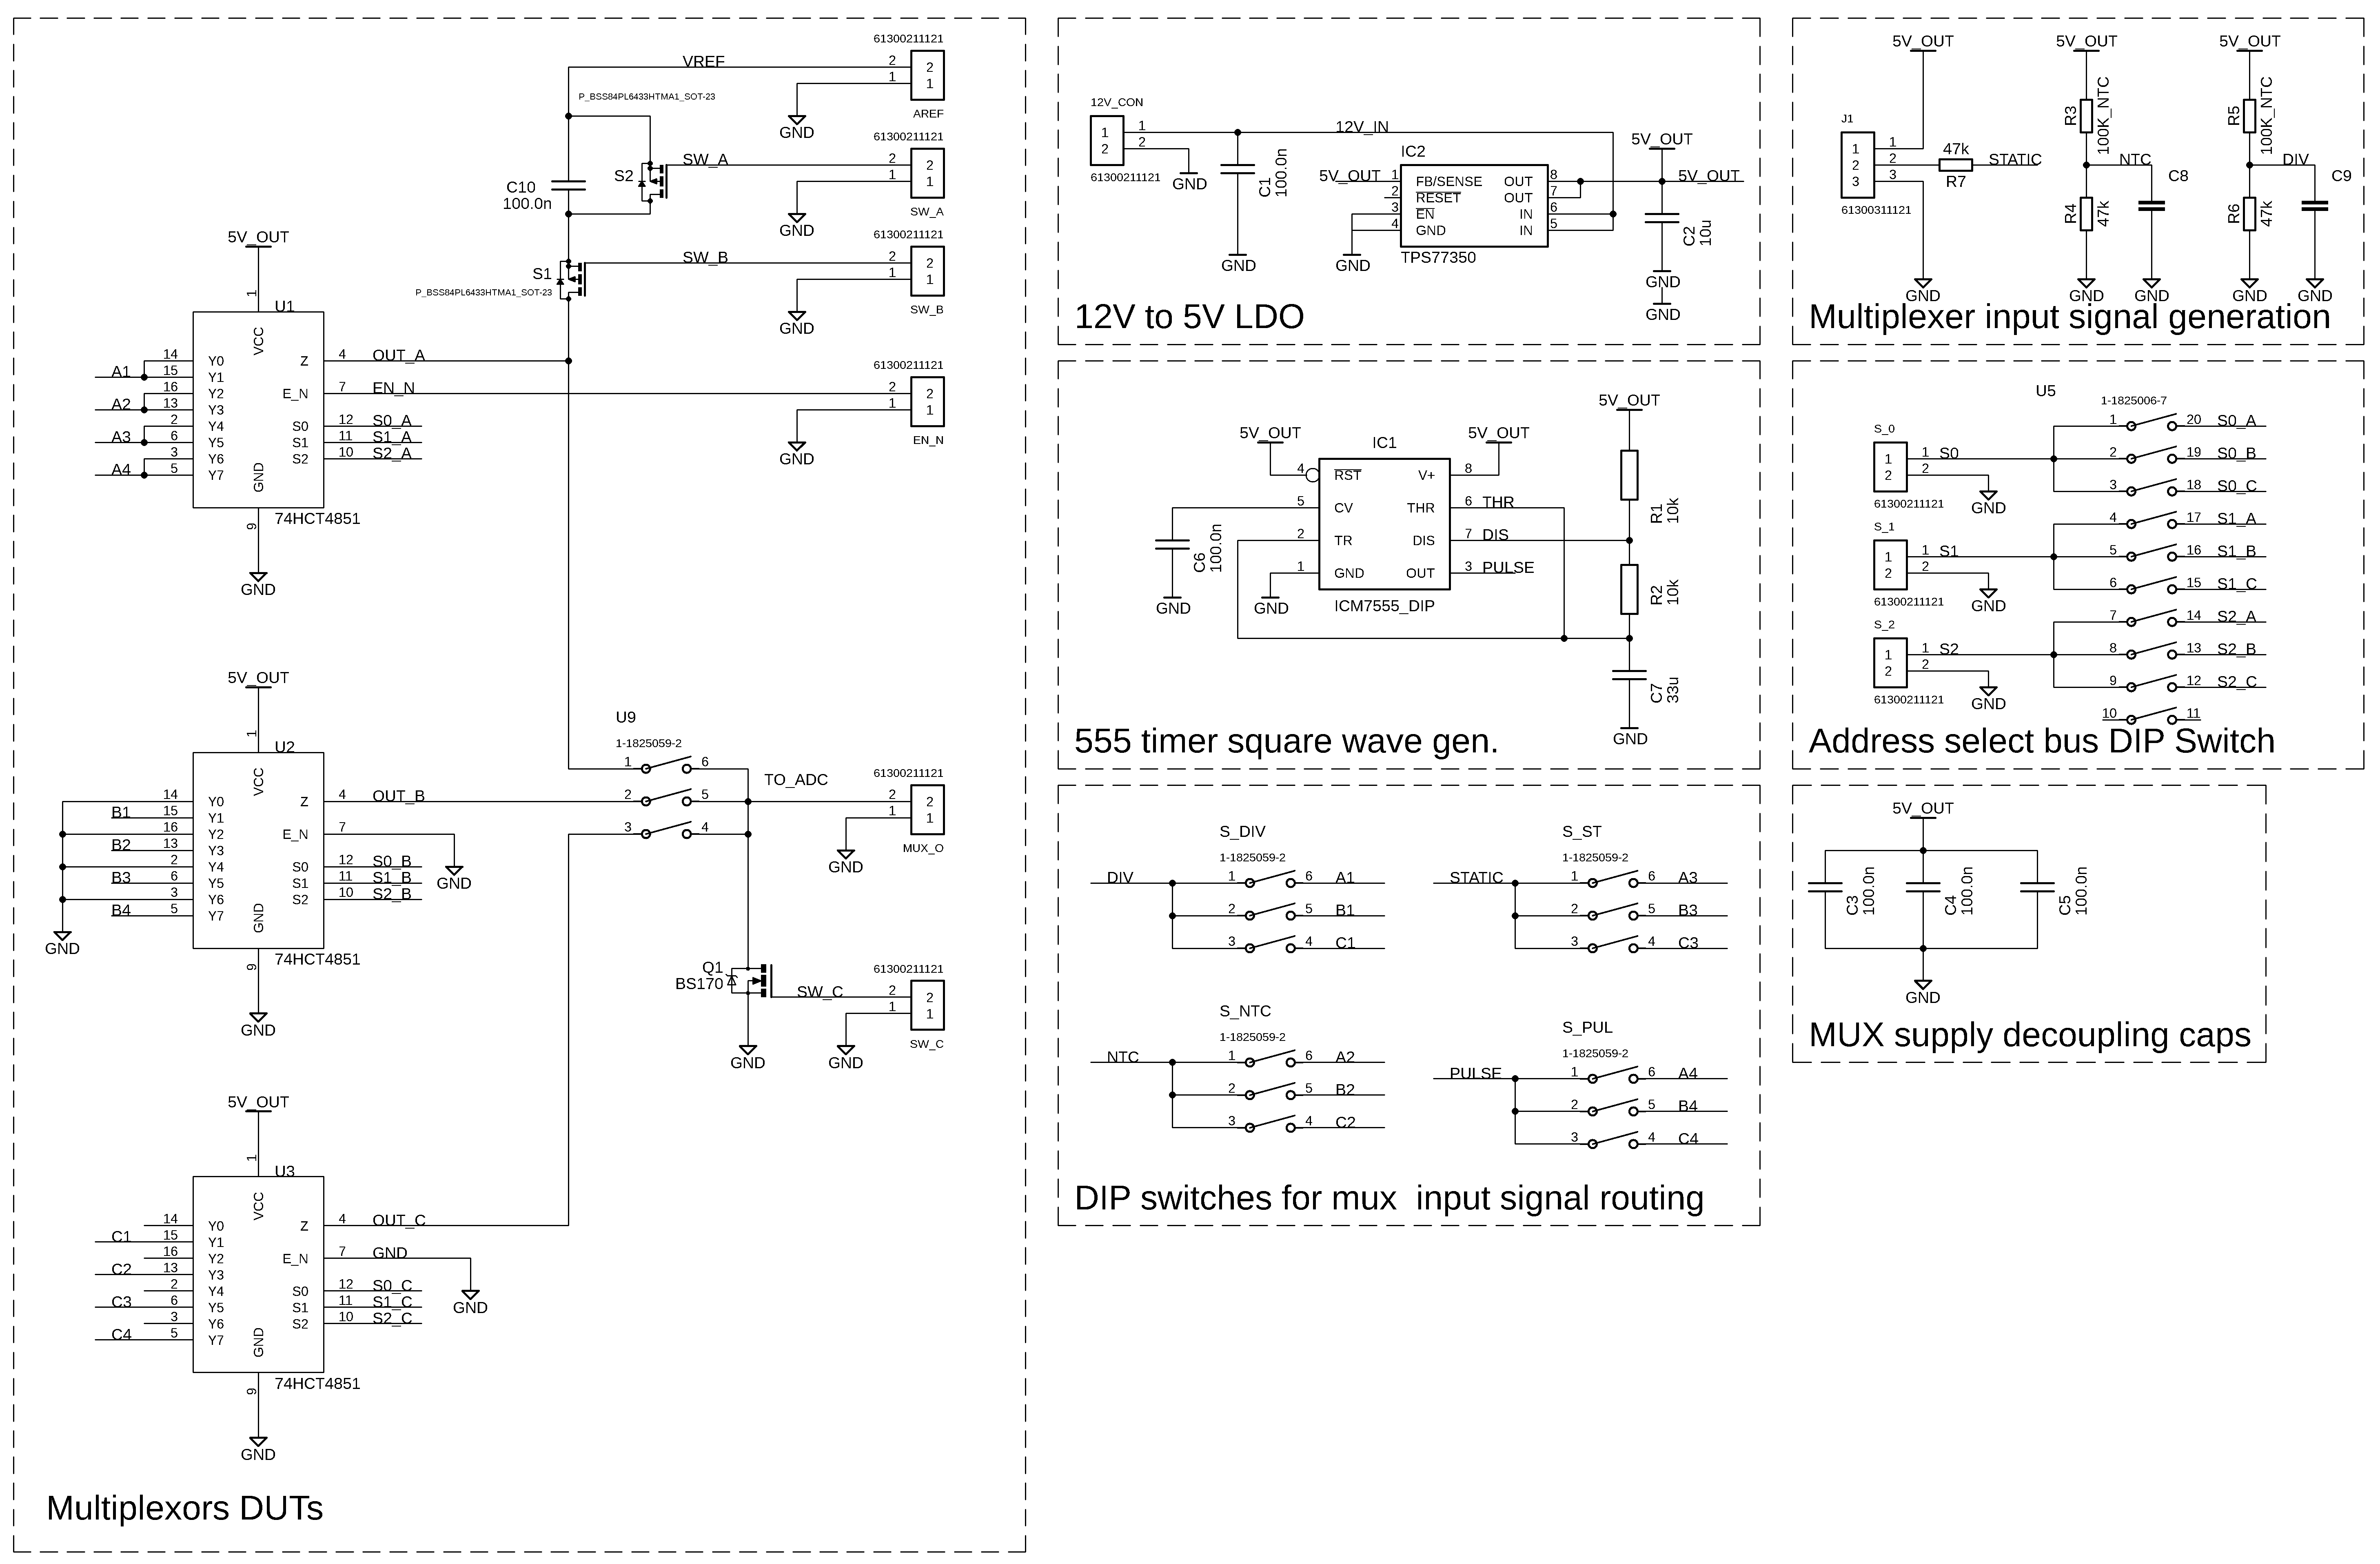 61300211121
VREF
2
1
2
1
AREF
GND
P_BSS84PL6433HTMA1_SOT-23
61300211121
SW_A
2
1
2
1
SW_A
GND
S2
C10
100.0n
61300211121
SW_B
2
1
2
1
SW_B
GND
S1
P_BSS84PL6433HTMA1_SOT-23
5V_OUT
1
U1
VCC
14
15
16
13
2
6
3
5
A1
A2
A3
A4
Y0
Y1
Y2
Y3
Y4
Y5
Y6
Y7
Z
E_N
S0
S1
S2
GND
4 OUT_A
7 EN_N
12 S0_A
11 S1_A
10 S2_A
9
74HCT4851
GND
61300211121
2
1
2
1
EN_N
GND
5V_OUT
1
U2
VCC
14
15
16
13
2
6
3
5
B1
B2
B3
B4
GND
Y0
Y1
Y2
Y3
Y4
Y5
Y6
Y7
Z
E_N
S0
S1
S2
GND
4 OUT_B
7
12 S0_B
11 S1_B
10 S2_B
GND
9
74HCT4851
GND
U9
1-1825059-2
1 6
2 5
3 4
TO_ADC
61300211121
2
1
2
1
MUX_O
GND
Q1
BS170
SW_C
61300211121
2
1
2
1
SW_C
GND
GND
5V_OUT
1
U3
VCC
14
15
16
13
2
6
3
5
C1
C2
C3
C4
Y0
Y1
Y2
Y3
Y4
Y5
Y6
Y7
Z
E_N
S0
S1
S2
GND
4 OUT_C
7 GND
12 S0_C
11 S1_C
10 S2_C
GND
9
74HCT4851
GND
Multiplexors DUTs
12V_CON
1
2
1
2
61300211121
GND
C1
100.0n
GND
12V_IN
IC2
5V_OUT 1
2
3
4
FB/SENSE
RESET
EN
GND
OUT
OUT
IN
IN
8
7
6
5
TPS77350
GND
5V_OUT
5V_OUT
C2
10u
GND
GND
12V to 5V LDO
5V_OUT
J1
1
2
3
1
2
3
61300311121
47k
R7
STATIC
GND
5V_OUT
R3
100K_NTC
NTC
R4
47k
C8
GND
GND
5V_OUT
R5
100K_NTC
DIV
R6
47k
C9
GND
GND
Multiplexer input signal generation
5V_OUT
5V_OUT
IC1
5V_OUT
4
5
2
1
RST
CV
TR
GND
V+
THR
DIS
OUT
8
6 THR
7 DIS
3 PULSE
ICM7555_DIP
C6
100.0n
GND
GND
R1
10k
R2
10k
C7
33u
GND
555 timer square wave gen.
U5
1-1825006-7
S_0
1
2
1 S0
2
61300211121
GND
S_1
1
2
1 S1
2
61300211121
GND
S_2
1
2
1 S2
2
61300211121
GND
1 20 S0_A
2 19 S0_B
3 18 S0_C
4 17 S1_A
5 16 S1_B
6 15 S1_C
7 14 S2_A
8 13 S2_B
9 12 S2_C
10 11
Address select bus DIP Switch
S_DIV
1-1825059-2
DIV 1 6 A1
2 5 B1
3 4 C1
S_ST
1-1825059-2
STATIC 1 6 A3
2 5 B3
3 4 C3
S_NTC
1-1825059-2
NTC 1 6 A2
2 5 B2
3 4 C2
S_PUL
1-1825059-2
PULSE 1 6 A4
2 5 B4
3 4 C4
DIP switches for mux input signal routing
5V_OUT
C3
100.0n
C4
100.0n
C5
100.0n
GND
MUX supply decoupling caps